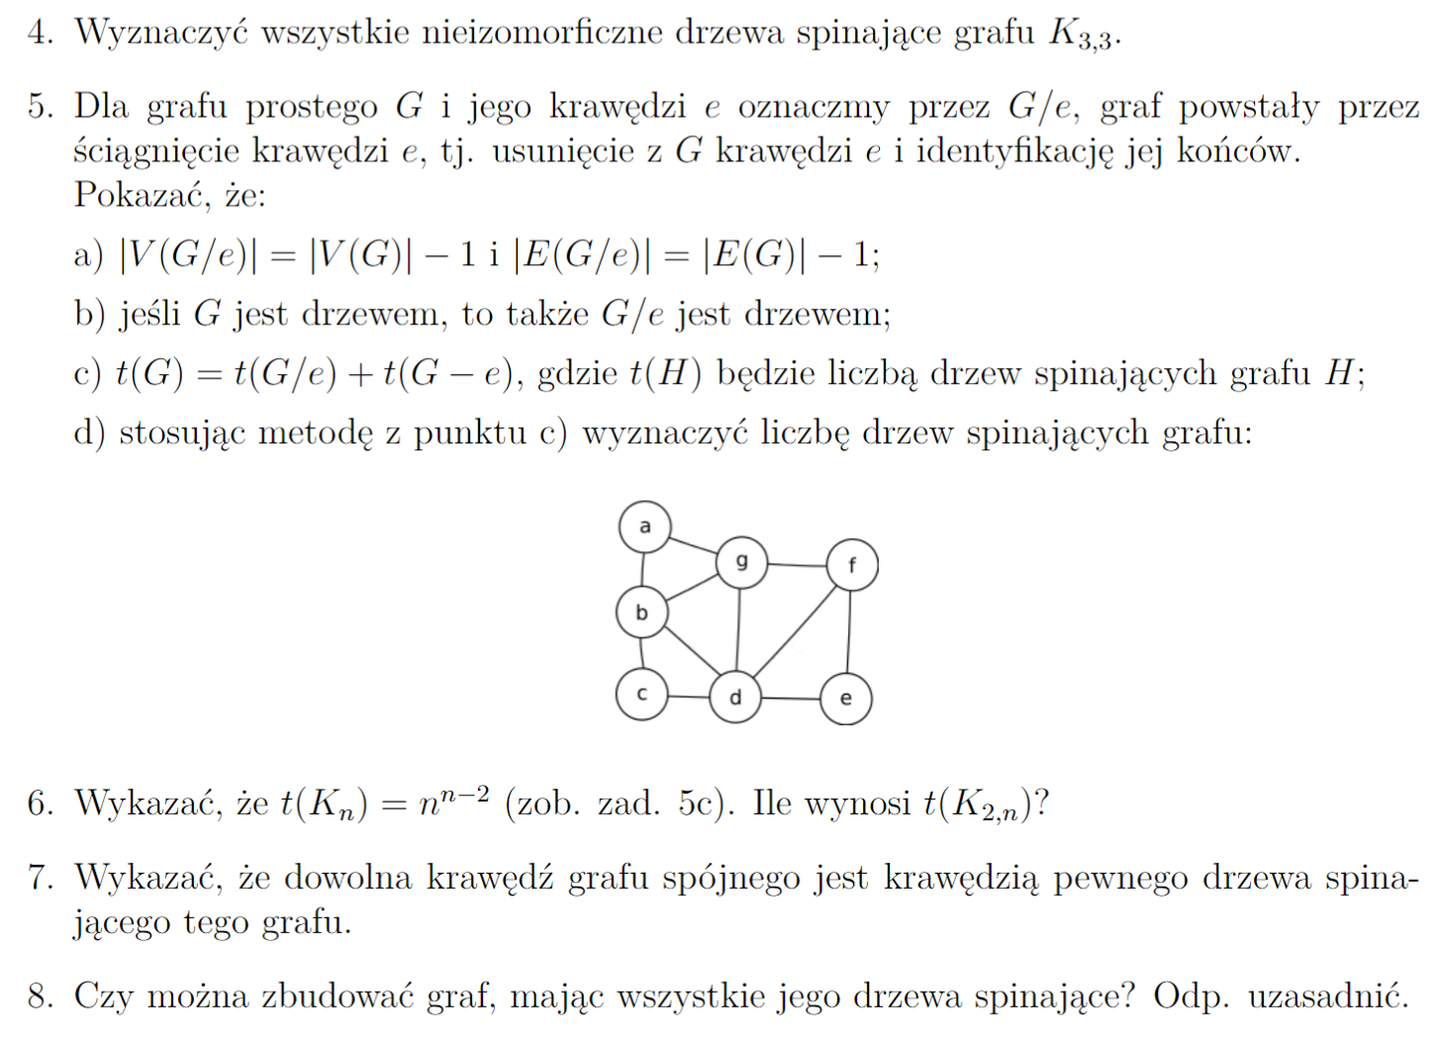 4. Wyznaczyć wszystkie nieizomorficzne drzewa spinające grafu K_{3,3}.
5. Dla grafu prostego G i jego krawędzi e oznaczmy przez G/e, graf powstały przez
ściągnięcie krawędzi e, tj. usunięcie z G krawędzi e i identyfikację jej końców.
Pokazać, że:
a) |V(G/e)| = |V(G)| − 1 i |E(G/e)| = |E(G)| − 1;
b) jeśli G jest drzewem, to także G/e jest drzewem;
c) t(G) = t(G/e) + t(G − e), gdzie t(H) będzie liczbą drzew spinających grafu H;
d) stosując metodę z punktu c) wyznaczyć liczbę drzew spinających grafu:
a
g
f
b
c
d
e
6. Wykazać, że t(K_n) = n^{n−2} (zob. zad. 5c). Ile wynosi t(K_{2,n})?
7. Wykazać, że dowolna krawędź grafu spójnego jest krawędzią pewnego drzewa spina-
jącego tego grafu.
8. Czy można zbudować graf, mając wszystkie jego drzewa spinające? Odp. uzasadnić.